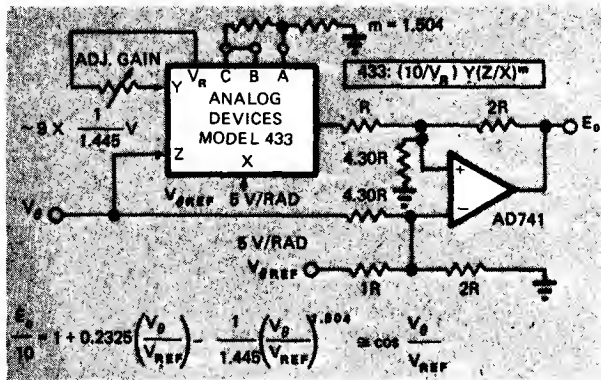 m = 1.504
ADJ. GAIN
V_R C B A
Y
433: (10/V_R) Y(Z/X)^m
ANALOG
DEVICES
MODEL 433
R
2R
E_o
~9 X 1/1.445 V
Z
X
4.30R
+
V_θREF
5 V/RAD
4.30R
−
AD741
V_θ
5 V/RAD
V_θREF
1R
2R
E_o/10 = 1 + 0.2325 (V_θ/V_REF) - 1/1.445 (V_θ/V_REF)^1.504 ≅ cos V_θ/V_REF